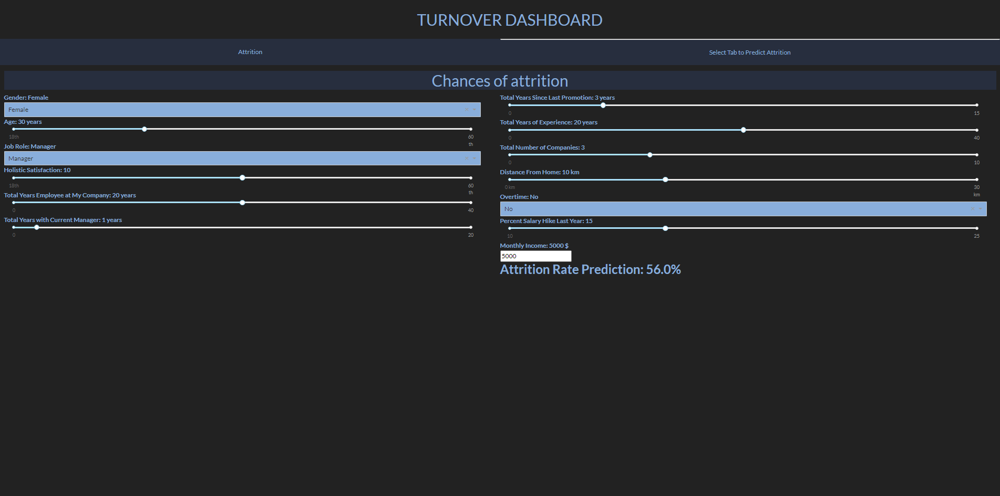 TURNOVER DASHBOARD
Attrition
Select Tab to Predict Attrition
Chances of attrition
Gender: Female
Female
Age: 30 years
18th
60
th
Job Role: Manager
Manager
Holistic Satisfaction: 10
18th
60
th
Total Years Employee at My Company: 20 years
0
40
Total Years with Current Manager: 1 years
0
20
Total Years Since Last Promotion: 3 years
0
15
Total Years of Experience: 20 years
0
40
Total Number of Companies: 3
0
10
Distance From Home: 10 km
0 km
30
km
Overtime: No
No
Percent Salary Hike Last Year: 15
10
25
Monthly Income: 5000 $
5000
Attrition Rate Prediction: 56.0%